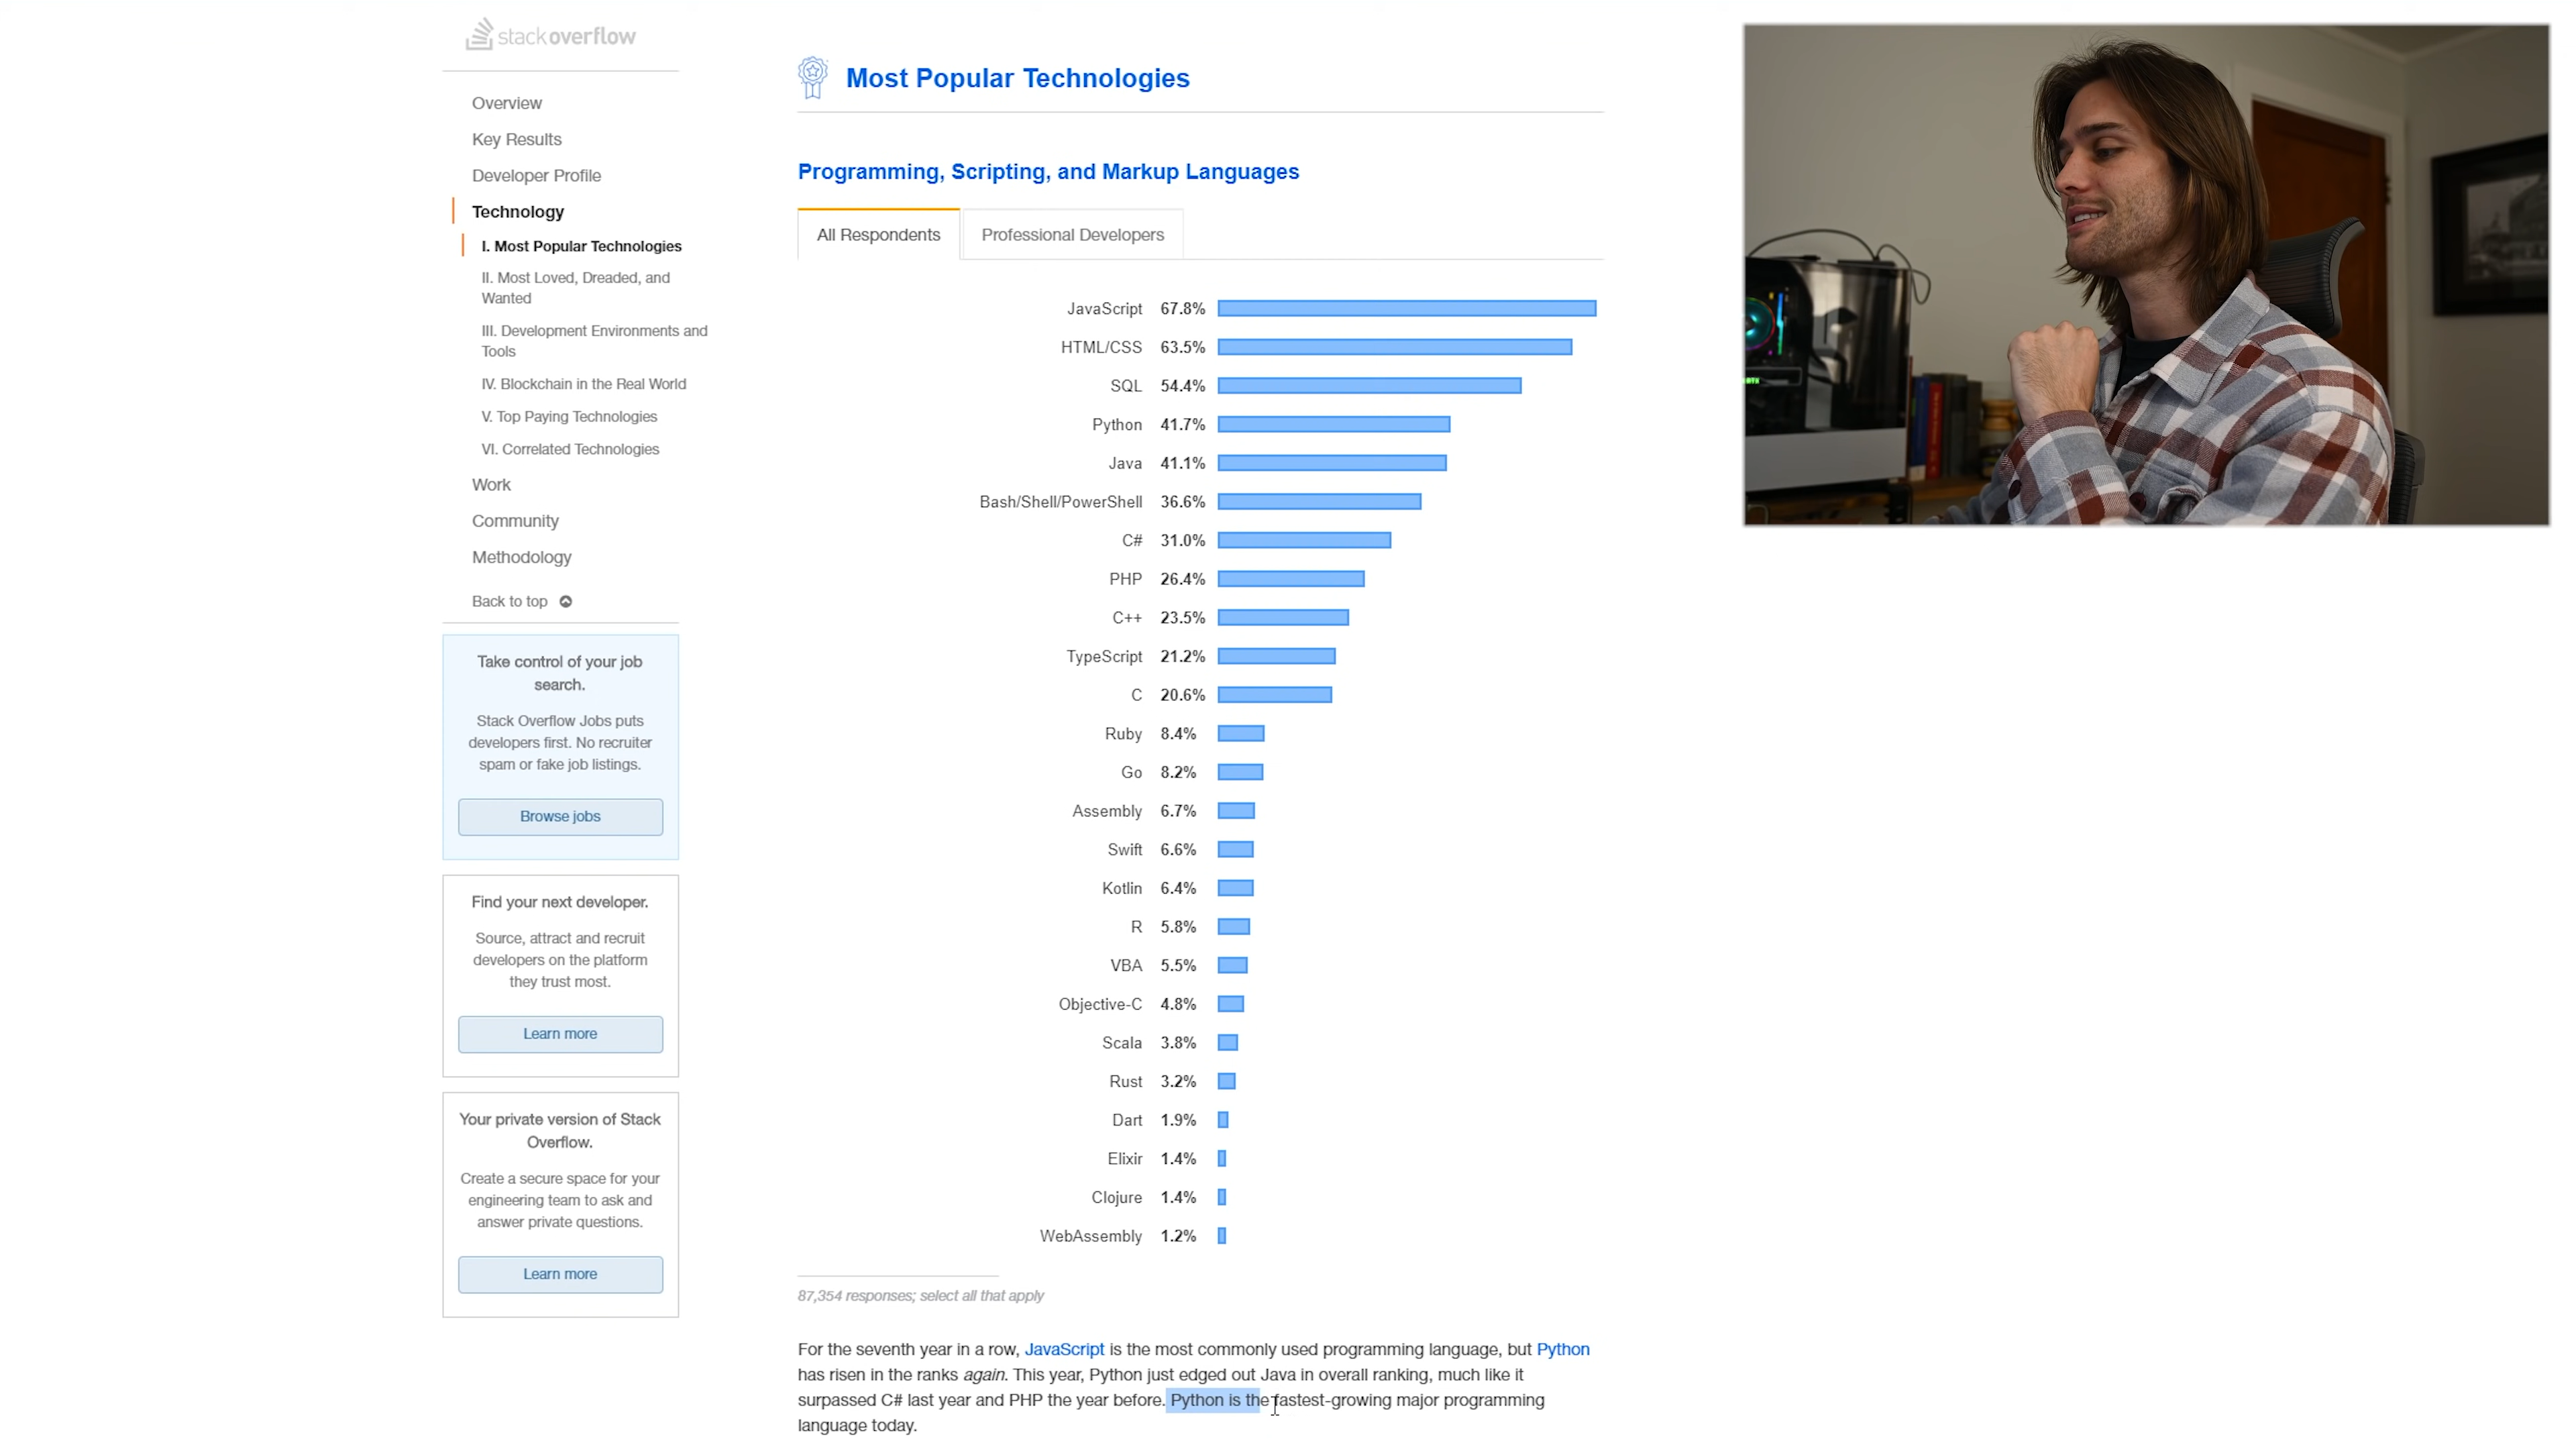 stackoverflow
Overview
Key Results
Developer Profile
Technology
I. Most Popular Technologies
II. Most Loved, Dreaded, and
Wanted
III. Development Environments and
Tools
IV. Blockchain in the Real World
V. Top Paying Technologies
VI. Correlated Technologies
Work
Community
Methodology
Back to top
Take control of your job
search.
Stack Overflow Jobs puts
developers first. No recruiter
spam or fake job listings.
Browse jobs
Find your next developer.
Source, attract and recruit
developers on the platform
they trust most.
Learn more
Your private version of Stack
Overflow.
Create a secure space for your
engineering team to ask and
answer private questions.
Learn more
Most Popular Technologies
Programming, Scripting, and Markup Languages
All Respondents Professional Developers
JavaScript 67.8%
HTML/CSS 63.5%
SQL 54.4%
Python 41.7%
Java 41.1%
Bash/Shell/PowerShell 36.6%
C# 31.0%
PHP 26.4%
C++ 23.5%
TypeScript 21.2%
C 20.6%
Ruby 8.4%
Go 8.2%
Assembly 6.7%
Swift 6.6%
Kotlin 6.4%
R 5.8%
VBA 5.5%
Objective-C 4.8%
Scala 3.8%
Rust 3.2%
Dart 1.9%
Elixir 1.4%
Clojure 1.4%
WebAssembly 1.2%
87,354 responses; select all that apply
For the seventh year in a row, JavaScript is the most commonly used programming language, but Python
has risen in the ranks again. This year, Python just edged out Java in overall ranking, much like it
surpassed C# last year and PHP the year before. Python is the fastest-growing major programming
language today.